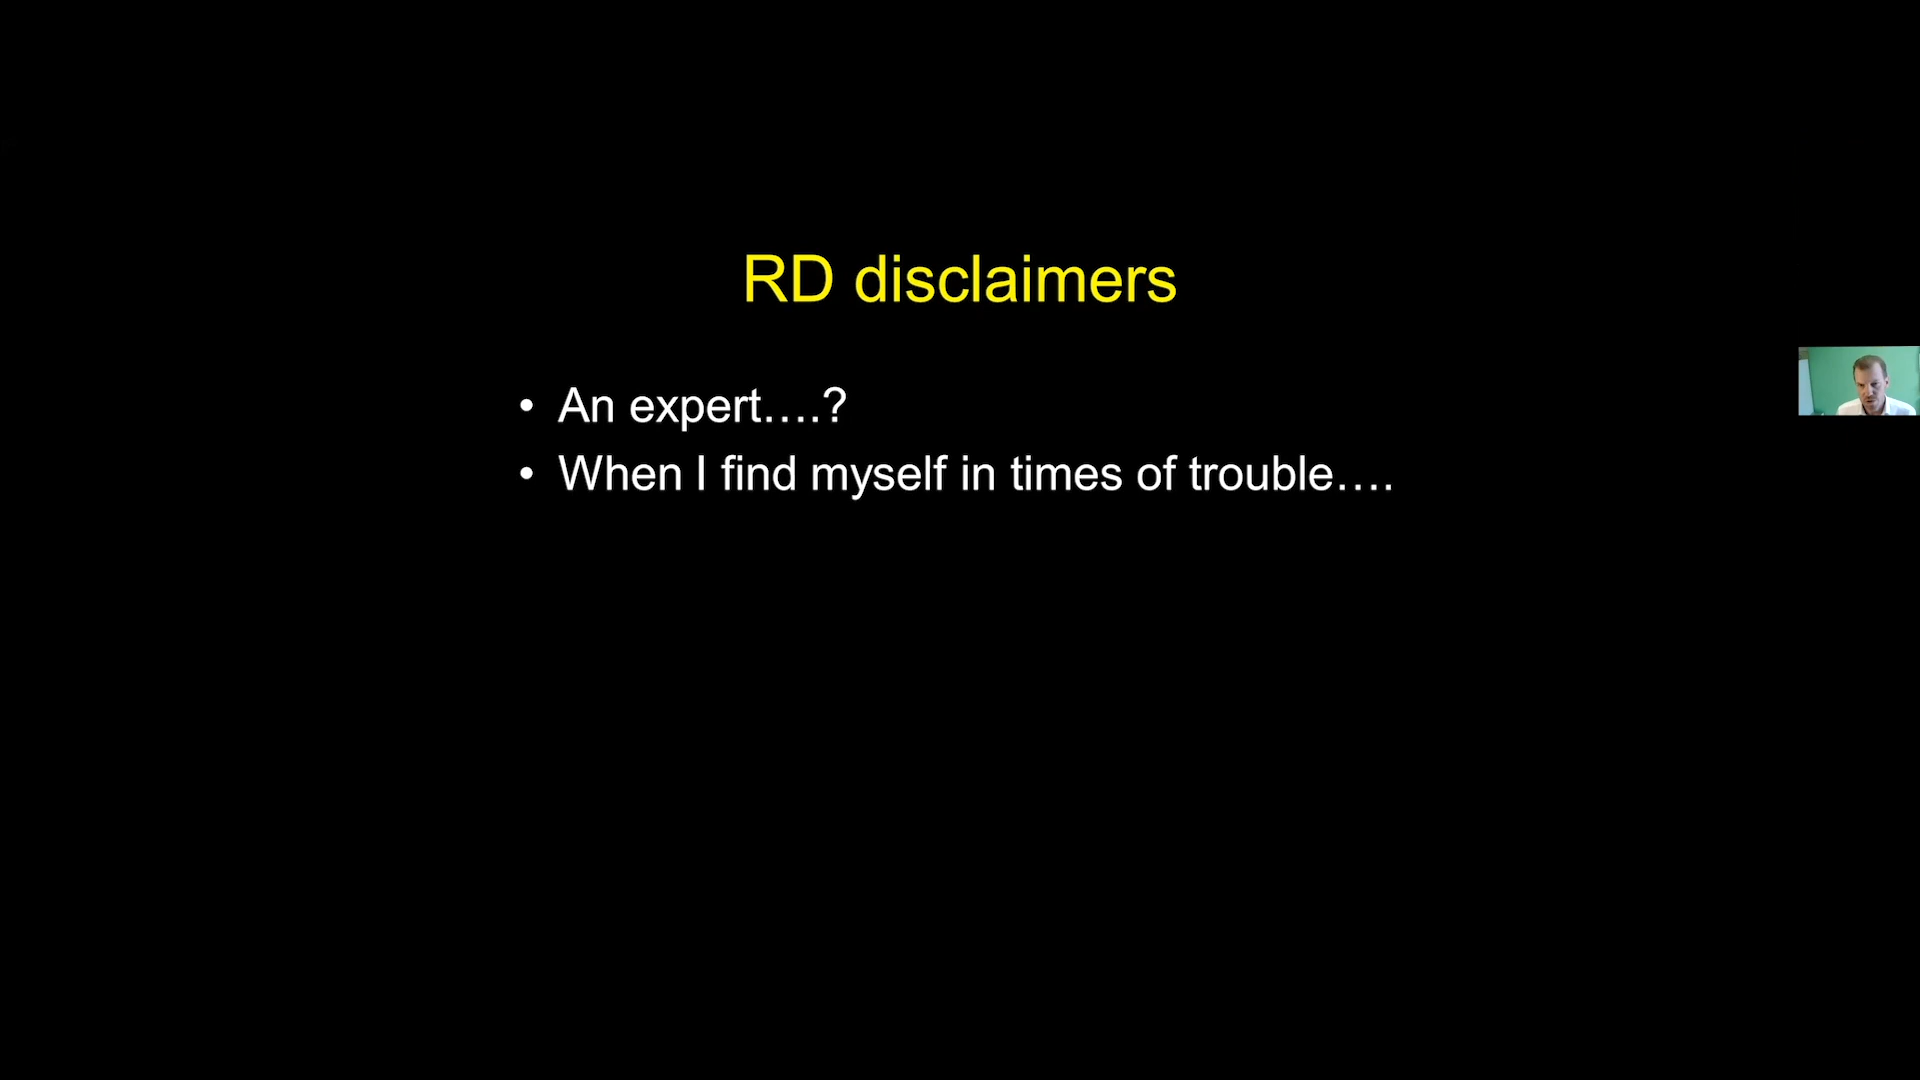 RD disclaimers
• An expert….?
• When I find myself in times of trouble….